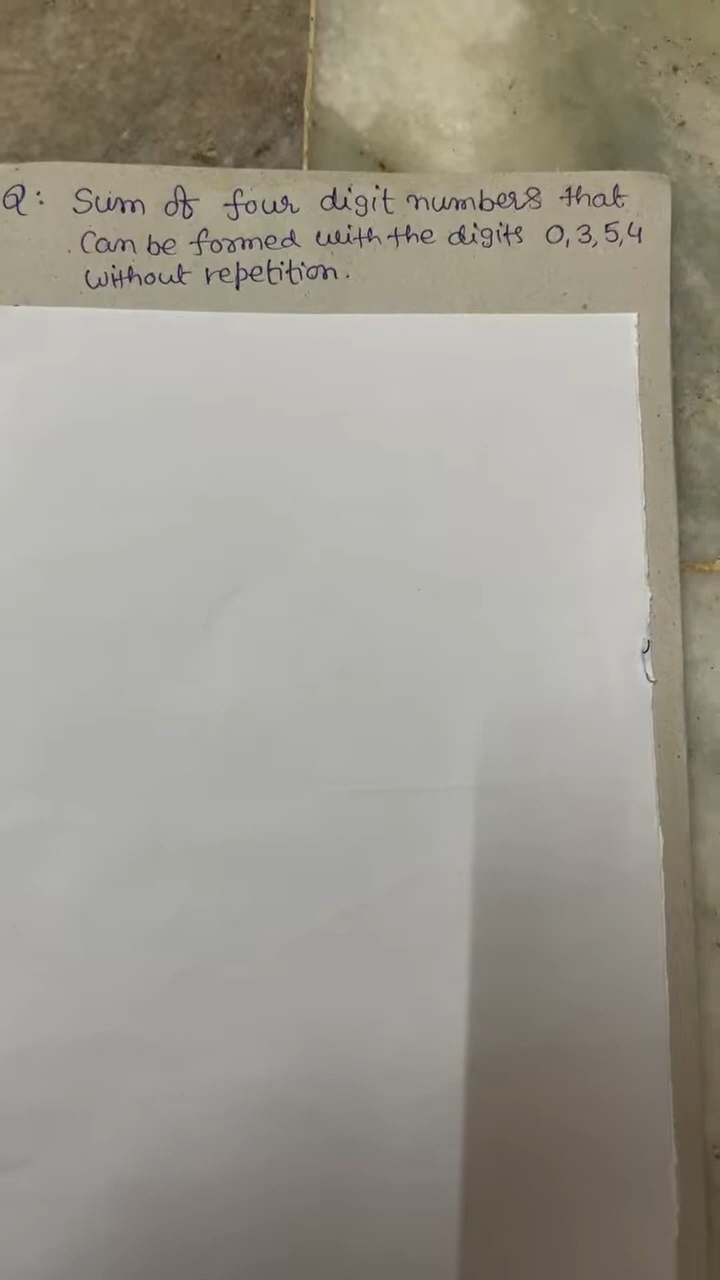 Q: Sum of four digit numbers that
can be formed with the digits 0,3,5,4
without repetition.